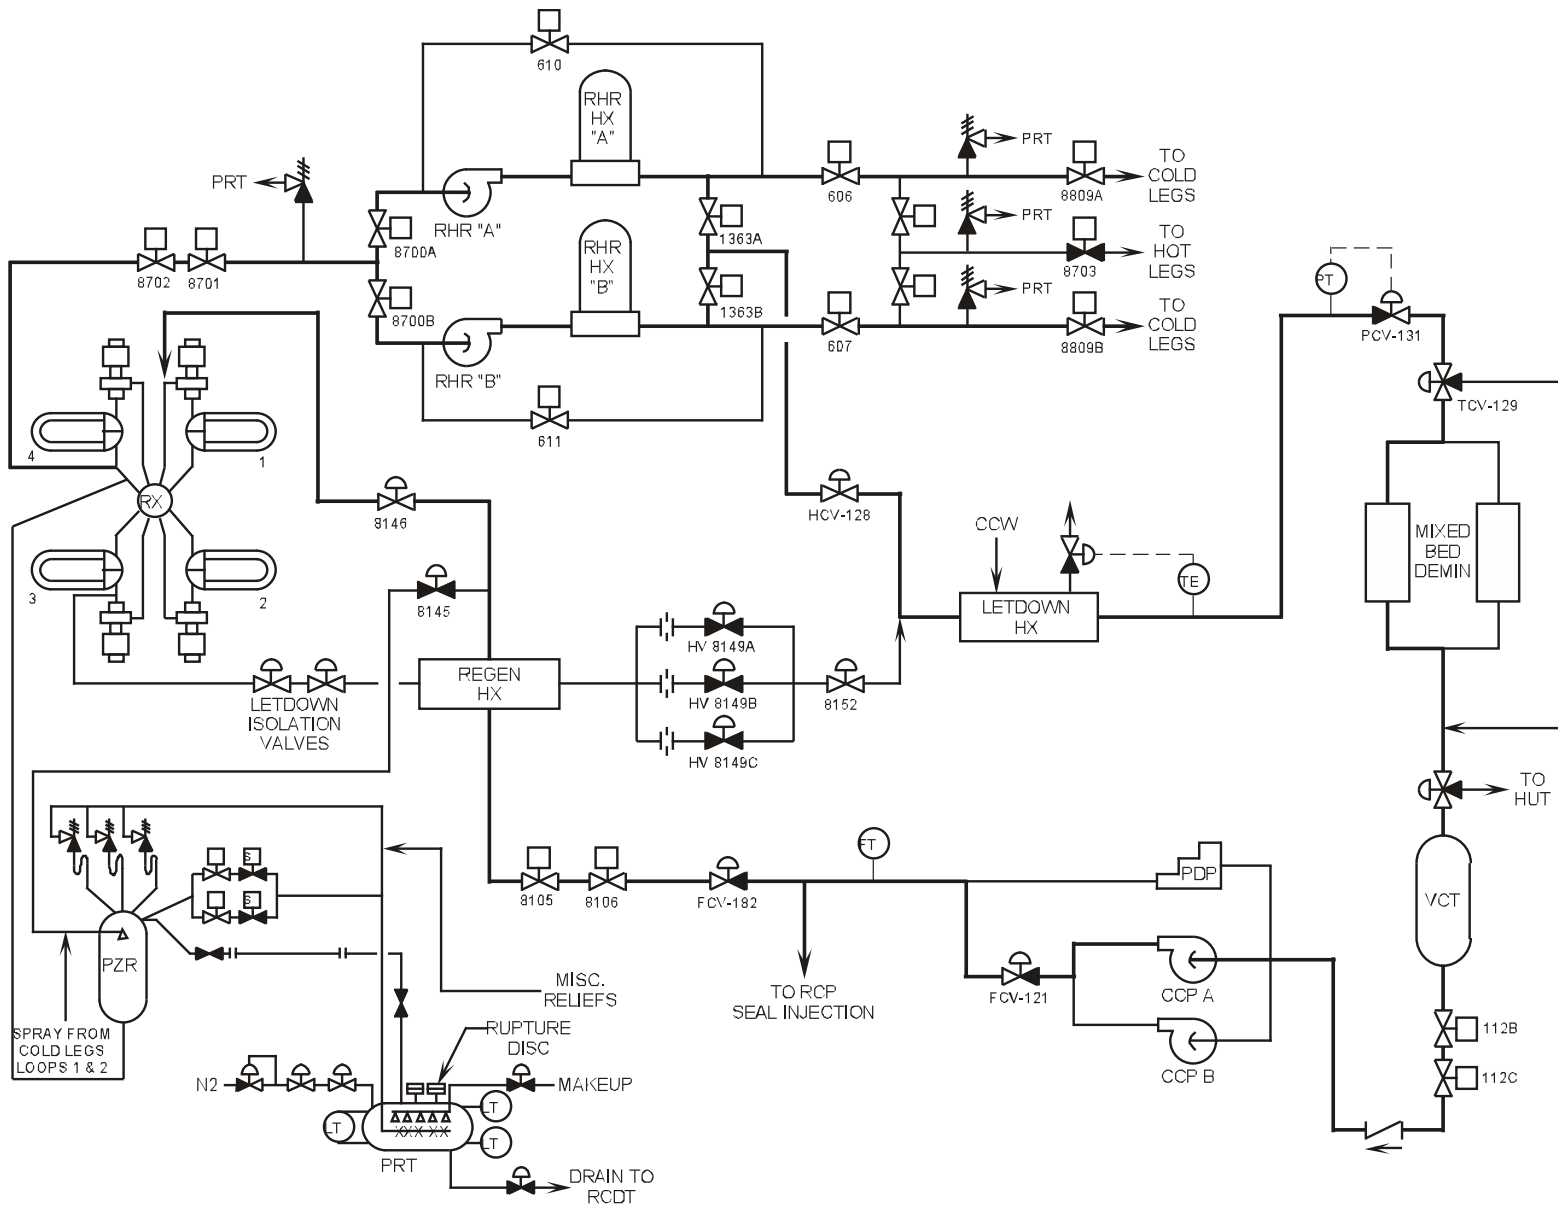 610
RHR
HX
"A"
PRT
TO
COLD
LEGS
PRT
606
8809A
RHR "A"
8700A
1363A
PRT
TO
HOT
LEGS
8702
8701
RHR
HX
"B"
8703
8700B
1363B
PRT
TO
COLD
LEGS
607
8809B
RHR "B"
611
PT
PCV-131
TCV-129
4
1
RX
3
2
8146
HCV-128
CCW
TE
LETDOWN
HX
MIXED
BED
DEMIN
8145
HV 8149A
REGEN
HX
HV 8149B
8152
HV 8149C
LETDOWN
ISOLATION
VALVES
TO
HUT
FT
S
S
8105
8106
FCV-182
PDP
VCT
PZR
TO RCP
SEAL INJECTION
FCV-121
CCP A
CCP B
MISC.
RELIEFS
SPRAY FROM
COLD LEGS
LOOPS 1 & 2
RUPTURE
DISC
N2
MAKEUP
LT
LT
LT
PRT
DRAIN TO
RCDT
112B
112C